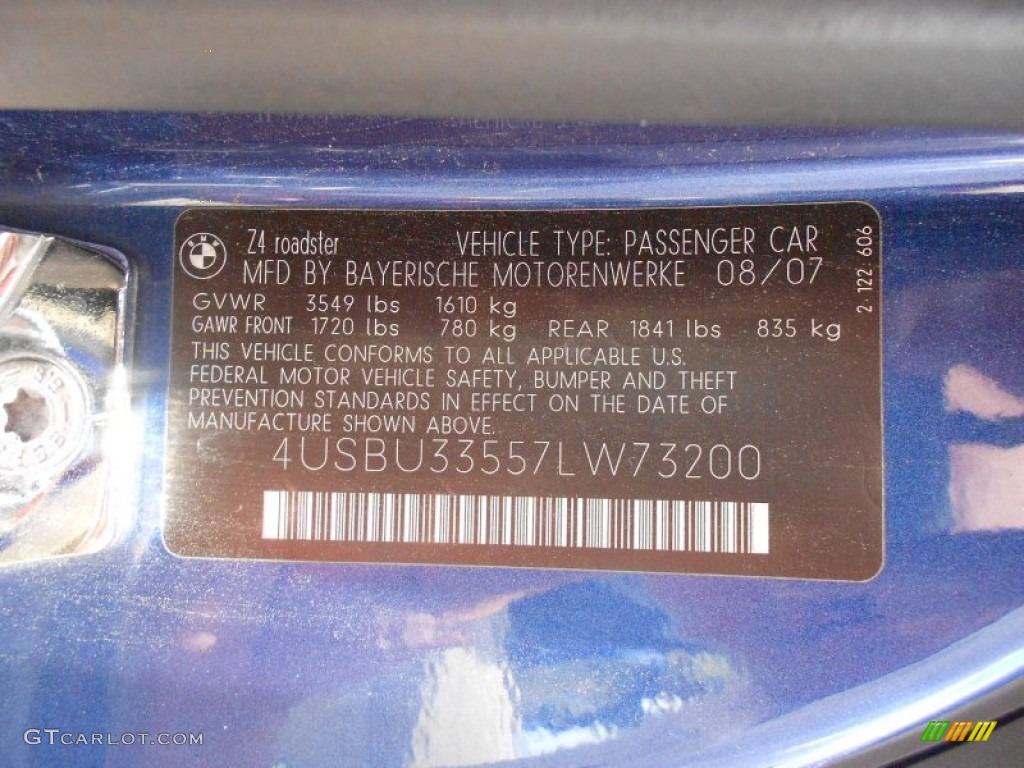 Z4 roadster VEHICLE TYPE: PASSENGER CAR
MFD BY BAYERISCHE MOTORENWERKE 08/07
GVWR 3549 lbs 1610 kg
GAWR FRONT 1720 lbs 780 kg REAR 1841 lbs 835 kg
THIS VEHICLE CONFORMS TO ALL APPLICABLE U.S.
FEDERAL MOTOR VEHICLE SAFETY, BUMPER AND THEFT
PREVENTION STANDARDS IN EFFECT ON THE DATE OF
MANUFACTURE SHOWN ABOVE.
4USBU33557LW73200
2 122 606
GTCARLOT.COM